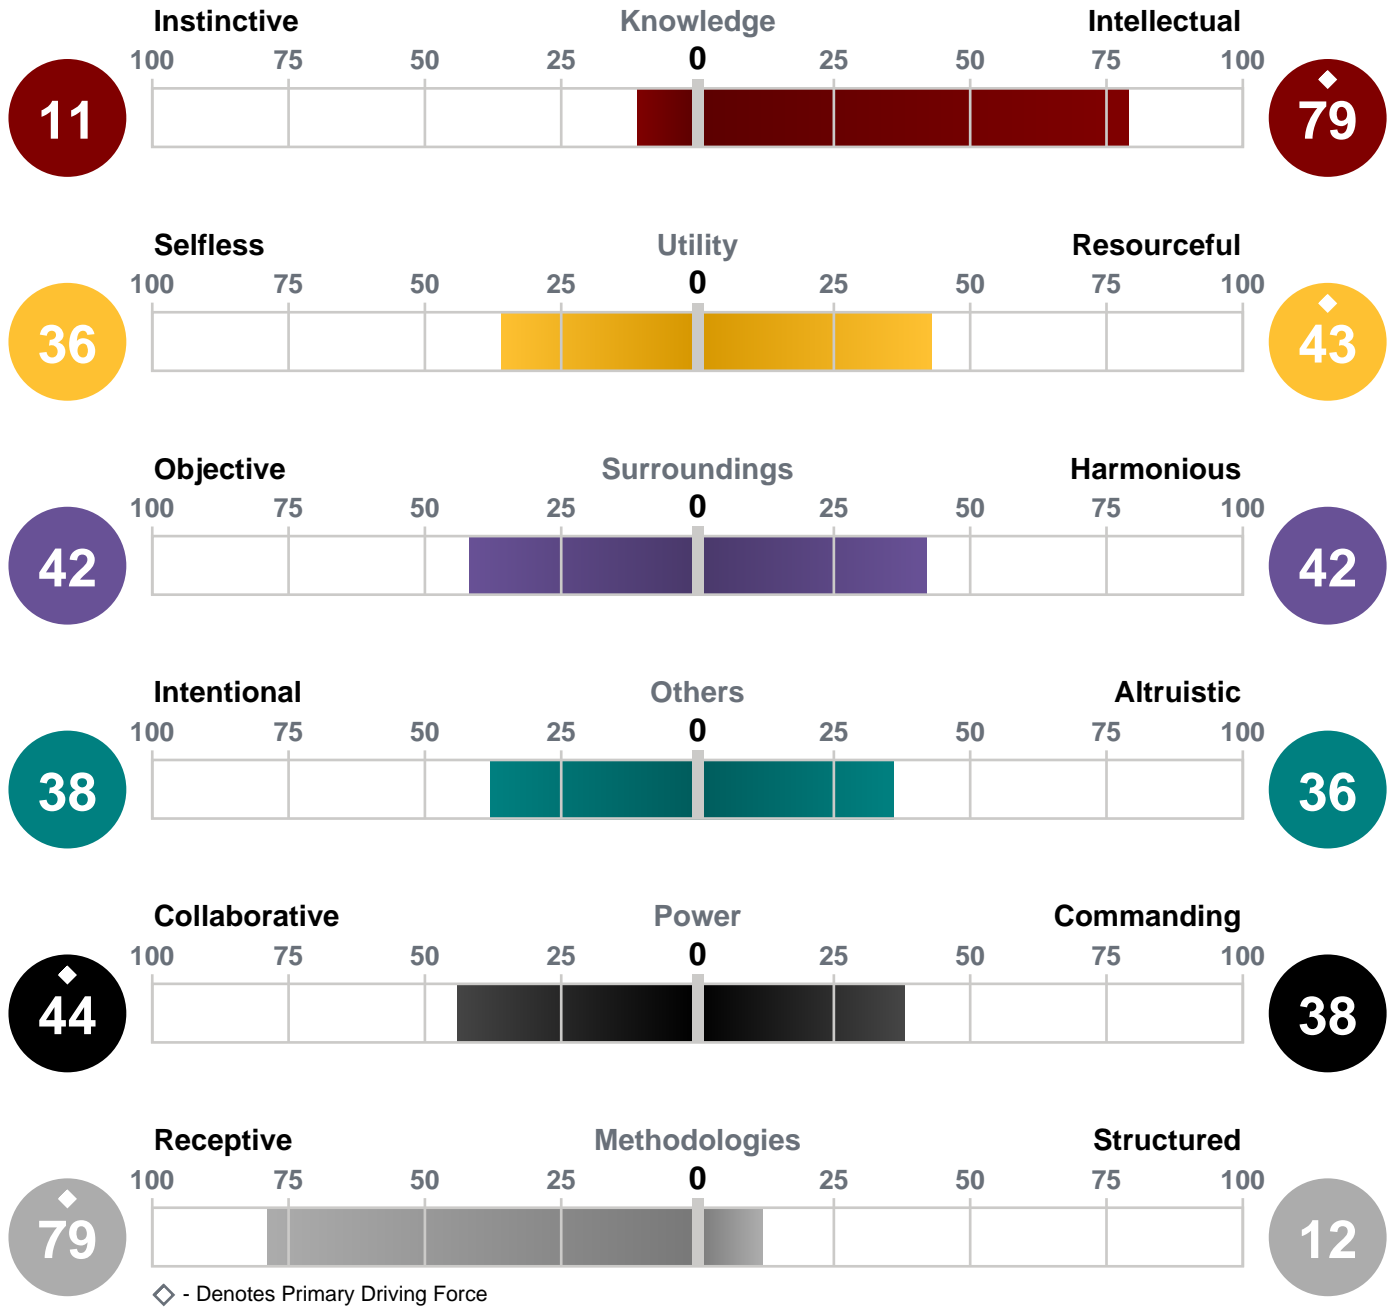 Instinctive Knowledge Intellectual
100 75 50 25 0 25 50 75 100
11 79
Selfless Utility Resourceful
100 75 50 25 0 25 50 75 100
36 43
Objective Surroundings Harmonious
100 75 50 25 0 25 50 75 100
42 42
Intentional Others Altruistic
100 75 50 25 0 25 50 75 100
38 36
Collaborative Power Commanding
100 75 50 25 0 25 50 75 100
44 38
Receptive Methodologies Structured
100 75 50 25 0 25 50 75 100
79 12
- Denotes Primary Driving Force